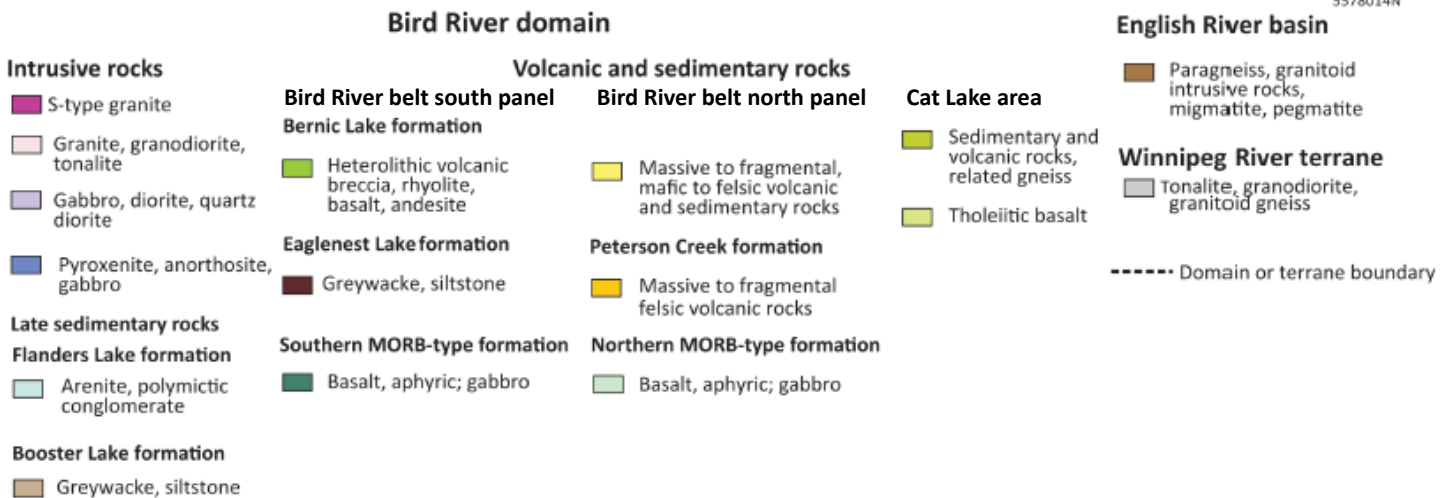 5578014N
Bird River domain
Intrusive rocks
S-type granite
Granite, granodiorite,
tonalite
Gabbro, diorite, quartz
diorite
Pyroxenite, anorthosite,
gabbro
Late sedimentary rocks
Flanders Lake formation
Arenite, polymictic
conglomerate
Booster Lake formation
Greywacke, siltstone
Volcanic and sedimentary rocks
Bird River belt south panel
Bernic Lake formation
Heterolithic volcanic
breccia, rhyolite,
basalt, andesite
Eaglenest Lake formation
Greywacke, siltstone
Southern MORB-type formation
Basalt, aphyric; gabbro
Bird River belt north panel
Massive to fragmental,
mafic to felsic volcanic
and sedimentary rocks
Peterson Creek formation
Massive to fragmental
felsic volcanic rocks
Northern MORB-type formation
Basalt, aphyric; gabbro
Cat Lake area
Sedimentary and
volcanic rocks,
related gneiss
Tholeiitic basalt
English River basin
Paragneiss, granitoid
intrusive rocks,
migmatite, pegmatite
Winnipeg River terrane
Tonalite, granodiorite,
granitoid gneiss
Domain or terrane boundary